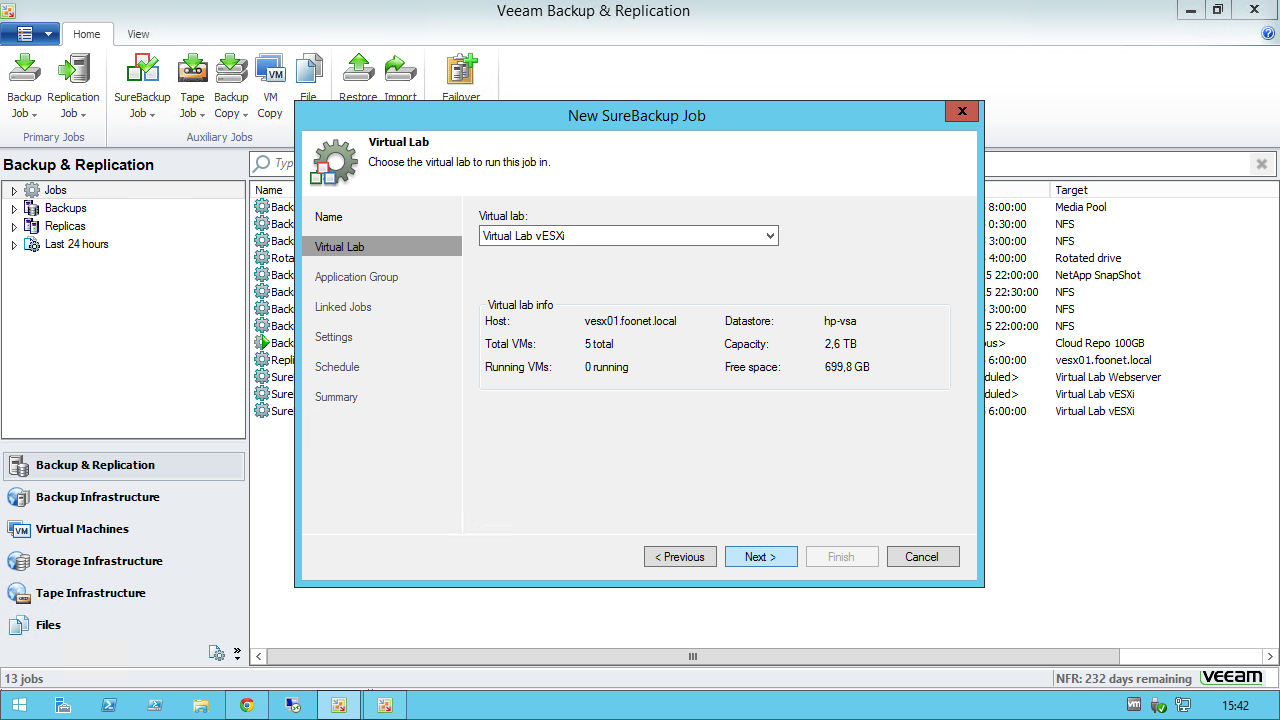 Veeam Backup & Replication
Home
View
Backup Job
Replication Job
SureBackup Job
Tape Job
Backup Copy
VM Copy
File
Restore
Import
Failover
Primary Jobs
Auxiliary Jobs
Backup & Replication
Jobs
Backups
Replicas
Last 24 hours
Backup & Replication
Backup Infrastructure
Virtual Machines
Storage Infrastructure
Tape Infrastructure
Files
Name
Back
Back
Back
Rota
Back
Back
Back
Back
Back
Repli
Sure
Sure
Sure
New SureBackup Job
Virtual Lab
Choose the virtual lab to run this job in.
Name
Virtual Lab
Application Group
Linked Jobs
Settings
Schedule
Summary
Virtual lab:
Virtual Lab vESXi
Virtual lab info
Host: vesx01.foonet.local Datastore: hp-vsa
Total VMs: 5 total Capacity: 2,6 TB
Running VMs: 0 running Free space: 699,8 GB
< Previous
Next >
Finish
Cancel
Target
8:00:00 Media Pool
0:30:00 NFS
3:00:00 NFS
4:00:00 Rotated drive
5 22:00:00 NetApp SnapShot
5 22:30:00 NFS
3:00:00 NFS
5 22:00:00 NFS
ous> Cloud Repo 100GB
6:00:00 vesx01.foonet.local
duled> Virtual Lab Webserver
duled> Virtual Lab vESXi
6:00:00 Virtual Lab vESXi
13 jobs
NFR: 232 days remaining
veeam
15:42